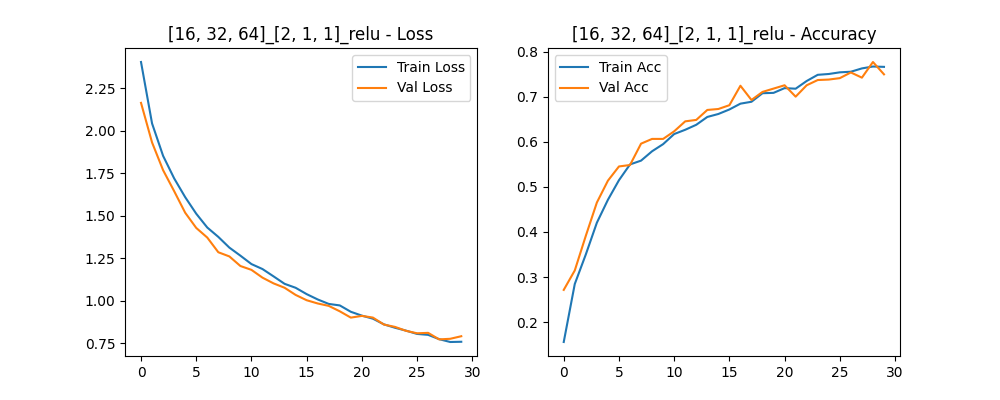 [16, 32, 64]_[2, 1, 1]_relu - Loss
Train Loss
Val Loss
2.25
2.00
1.75
1.50
1.25
1.00
0.75
0 5 10 15 20 25 30
[16, 32, 64]_[2, 1, 1]_relu - Accuracy
Train Acc
Val Acc
0.8
0.7
0.6
0.5
0.4
0.3
0.2
0 5 10 15 20 25 30